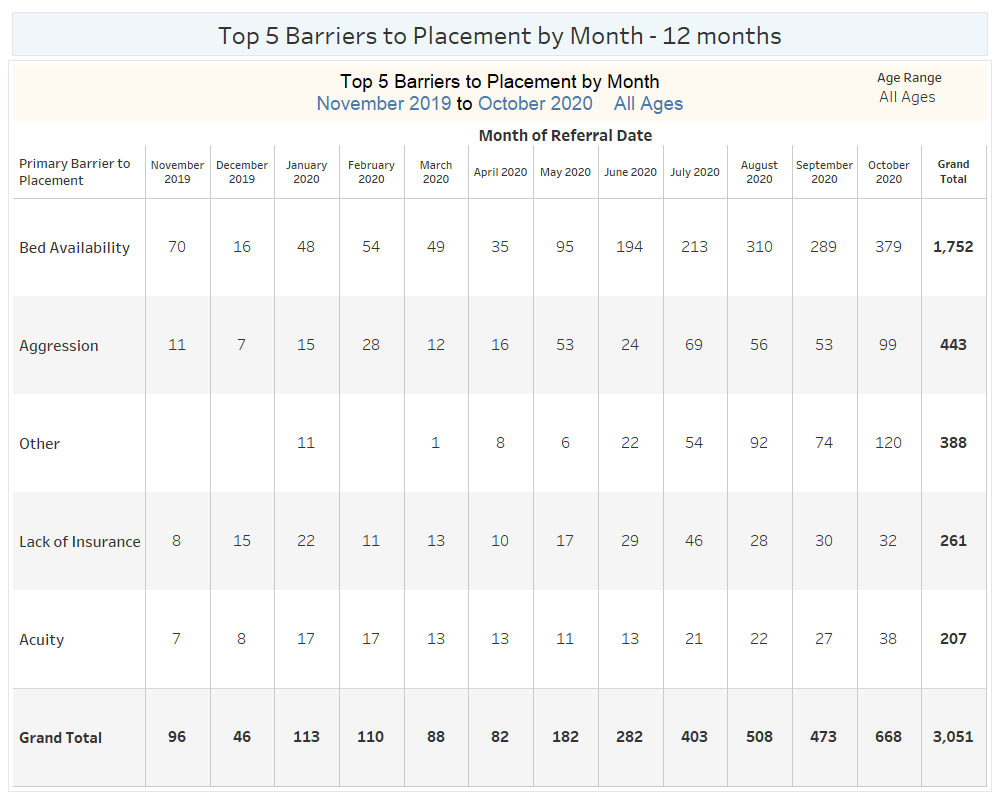 Top 5 Barriers to Placement by Month - 12 months
Top 5 Barriers to Placement by Month
November 2019 to October 2020 All Ages
Age Range
All Ages
Month of Referral Date
Primary Barrier to
Placement
November
2019
December
2019
January
2020
February
2020
March
2020
April 2020
May 2020
June 2020
July 2020
August
2020
September
2020
October
2020
Grand
Total
Bed Availability 70 16 48 54 49 35 95 194 213 310 289 379 1,752
Aggression 11 7 15 28 12 16 53 24 69 56 53 99 443
Other 11 1 8 6 22 54 92 74 120 388
Lack of Insurance 8 15 22 11 13 10 17 29 46 28 30 32 261
Acuity 7 8 17 17 13 13 11 13 21 22 27 38 207
Grand Total 96 46 113 110 88 82 182 282 403 508 473 668 3,051